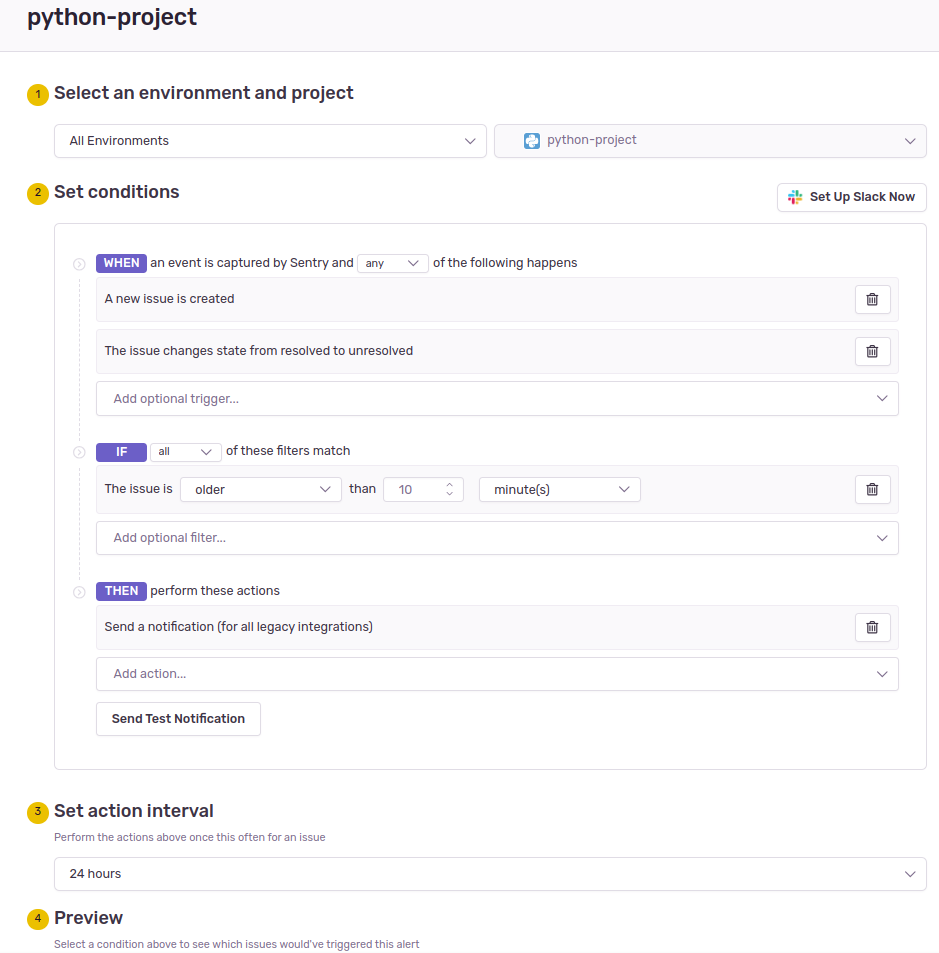 python-project
1 Select an environment and project
All Environments python-project
2 Set conditions
Set Up Slack Now
WHEN an event is captured by Sentry and any of the following happens
A new issue is created
The issue changes state from resolved to unresolved
Add optional trigger...
IF all of these filters match
The issue is older than 10 minute(s)
Add optional filter...
THEN perform these actions
Send a notification (for all legacy integrations)
Add action...
Send Test Notification
3 Set action interval
Perform the actions above once this often for an issue
24 hours
4 Preview
Select a condition above to see which issues would've triggered this alert